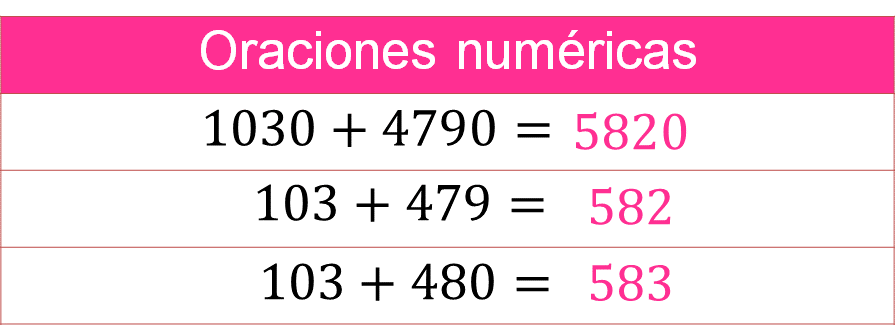 Oraciones numéricas
1030 + 4790 = 5820
103 + 479 = 582
103 + 480 = 583